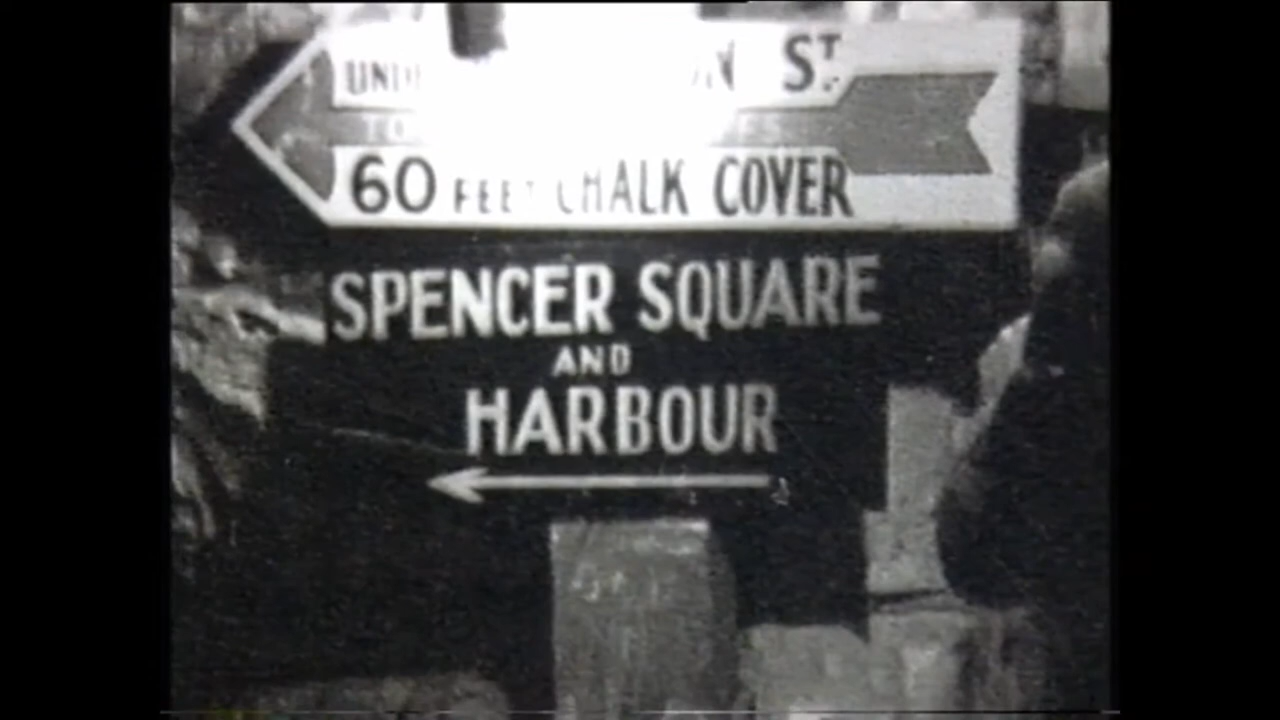 ST
60 FEET CHALK COVER
SPENCER SQUARE
AND
HARBOUR